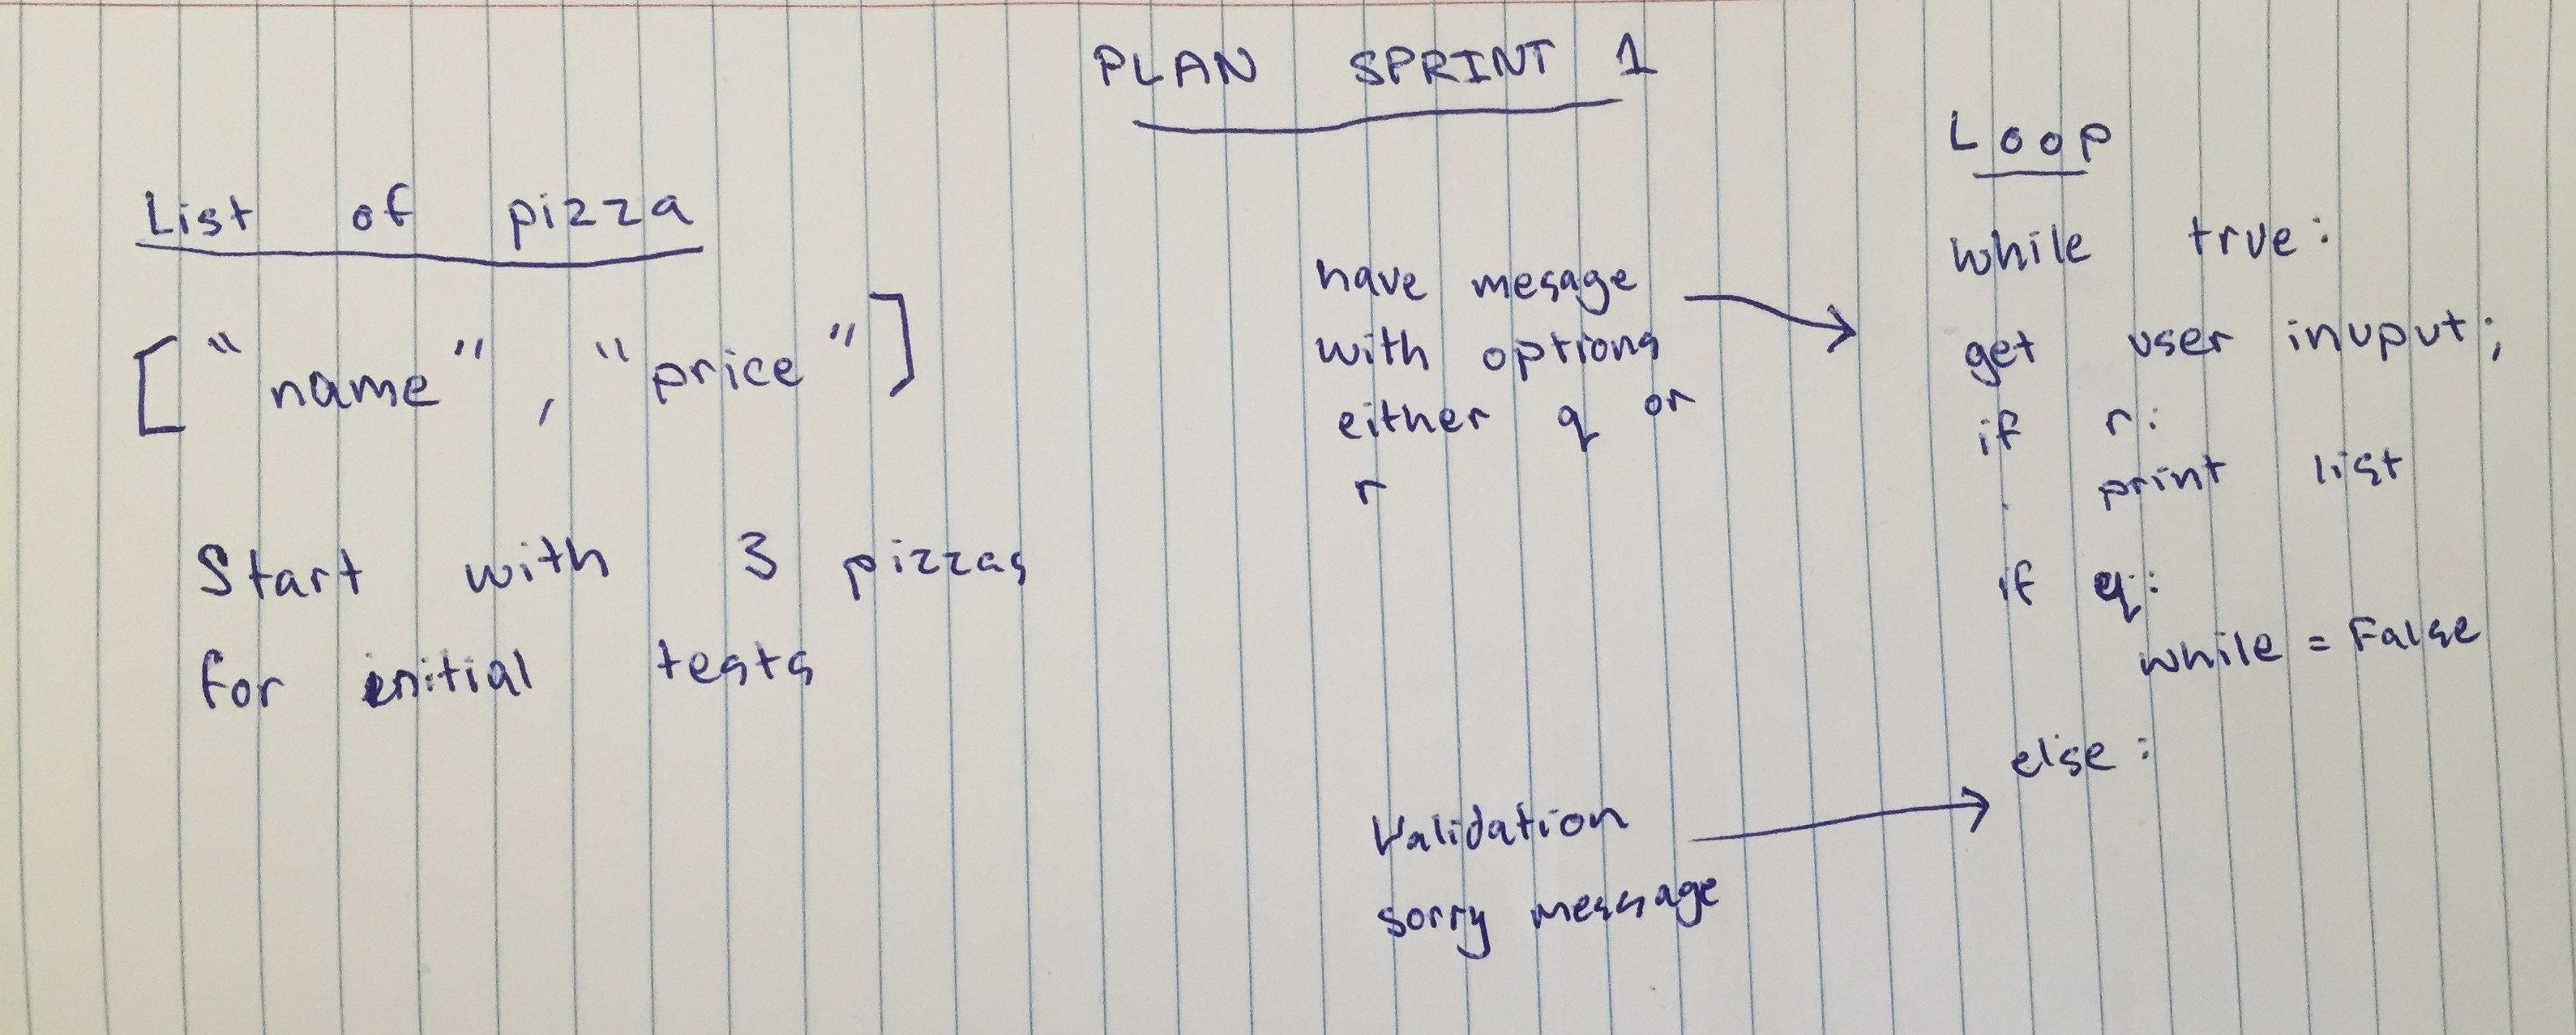 PLAN SPRINT 1
List of pizza
["name", "price"]
Start with 3 pizzas
for initial tests
have mesage
with options
either q or
r
Validation
sorry message
Loop
while true:
get user inuput;
if r:
print list
if q:
while = False
else: